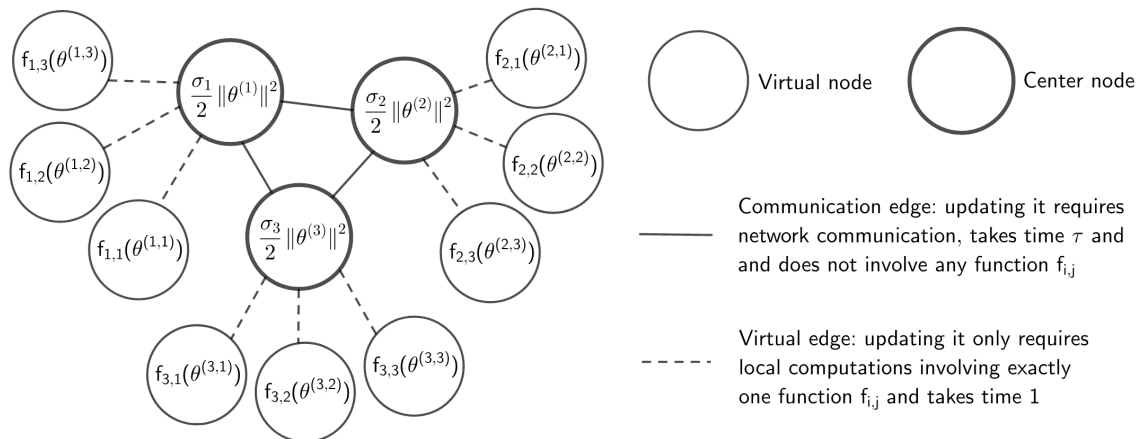 f1,3(θ(1,3))
f1,2(θ(1,2))
f1,1(θ(1,1))
σ1/2 ‖θ(1)‖2
σ2/2 ‖θ(2)‖2
σ3/2 ‖θ(3)‖2
f2,1(θ(2,1))
f2,2(θ(2,2))
f2,3(θ(2,3))
f3,1(θ(3,1))
f3,2(θ(3,2))
f3,3(θ(3,3))
Virtual node
Center node
Communication edge: updating it requires
network communication, takes time τ and
and does not involve any function fi,j
Virtual edge: updating it only requires
local computations involving exactly
one function fi,j and takes time 1